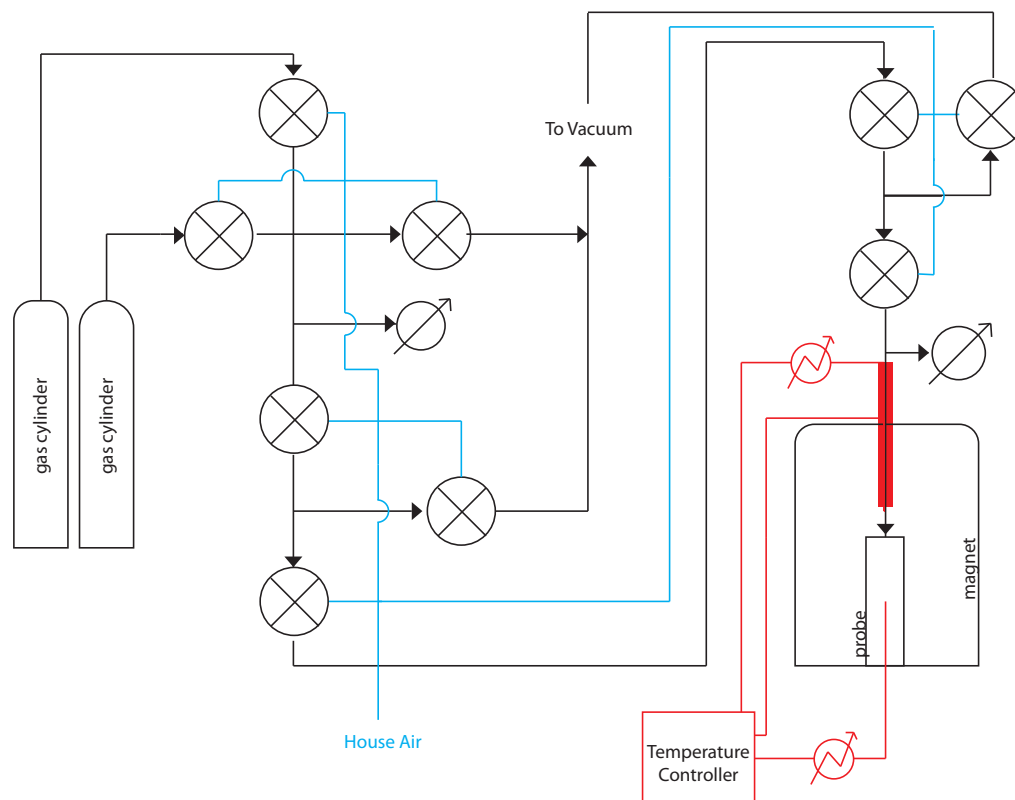 To Vacuum
gas cylinder
gas cylinder
magnet
probe
House Air
Temperature
Controller